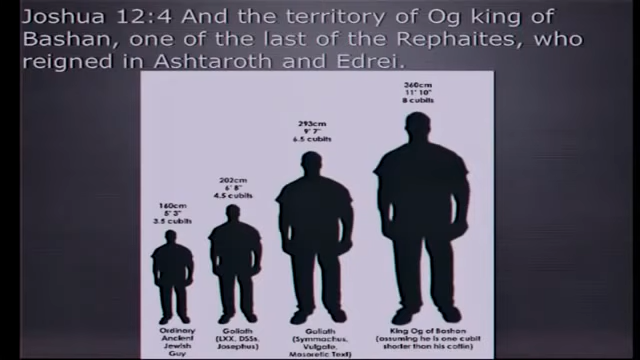 Joshua 12:4 And the territory of Og king of
Bashan, one of the last of the Rephaites, who
reigned in Ashtaroth and Edrei.
360cm
11' 10"
8 cubits
293cm
9' 7"
6.5 cubits
202cm
6' 8"
4.5 cubits
160cm
5' 3"
3.5 cubits
Ordinary
Ancient
Jewish
Guy
Goliath
(LXX, DSSs,
Josephus)
Goliath
(Symmachus,
Vulgate,
Masoretic Text)
King Og of Bashan
(assuming he is one cubit
shorter than his coffin)